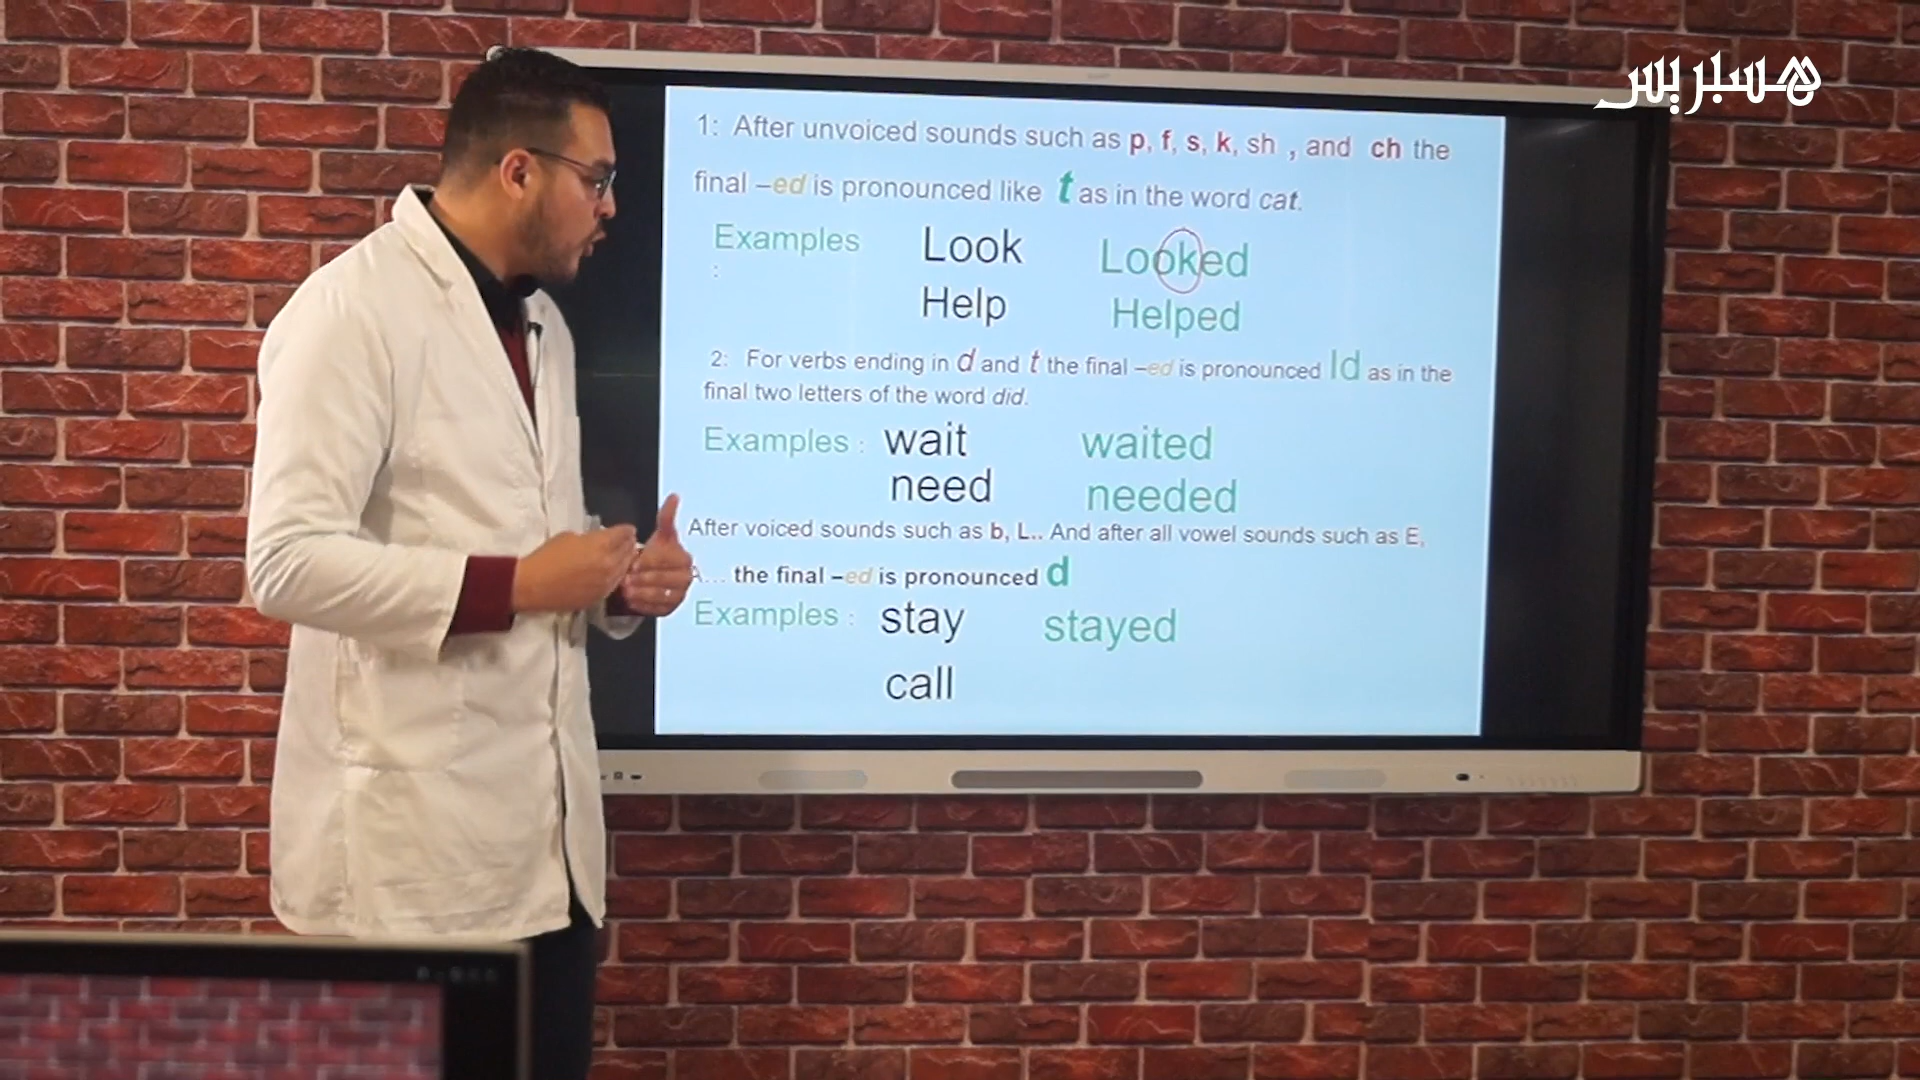 هسبريس
1: After unvoiced sounds such as p, f, s, k, sh , and ch the
final –ed is pronounced like t as in the word cat.
Examples Look Looked
:
Help Helped
2: For verbs ending in d and t the final –ed is pronounced Id as in the
final two letters of the word did.
Examples : wait waited
need needed
After voiced sounds such as b, L.. And after all vowel sounds such as E,
A... the final –ed is pronounced d
Examples : stay stayed
call